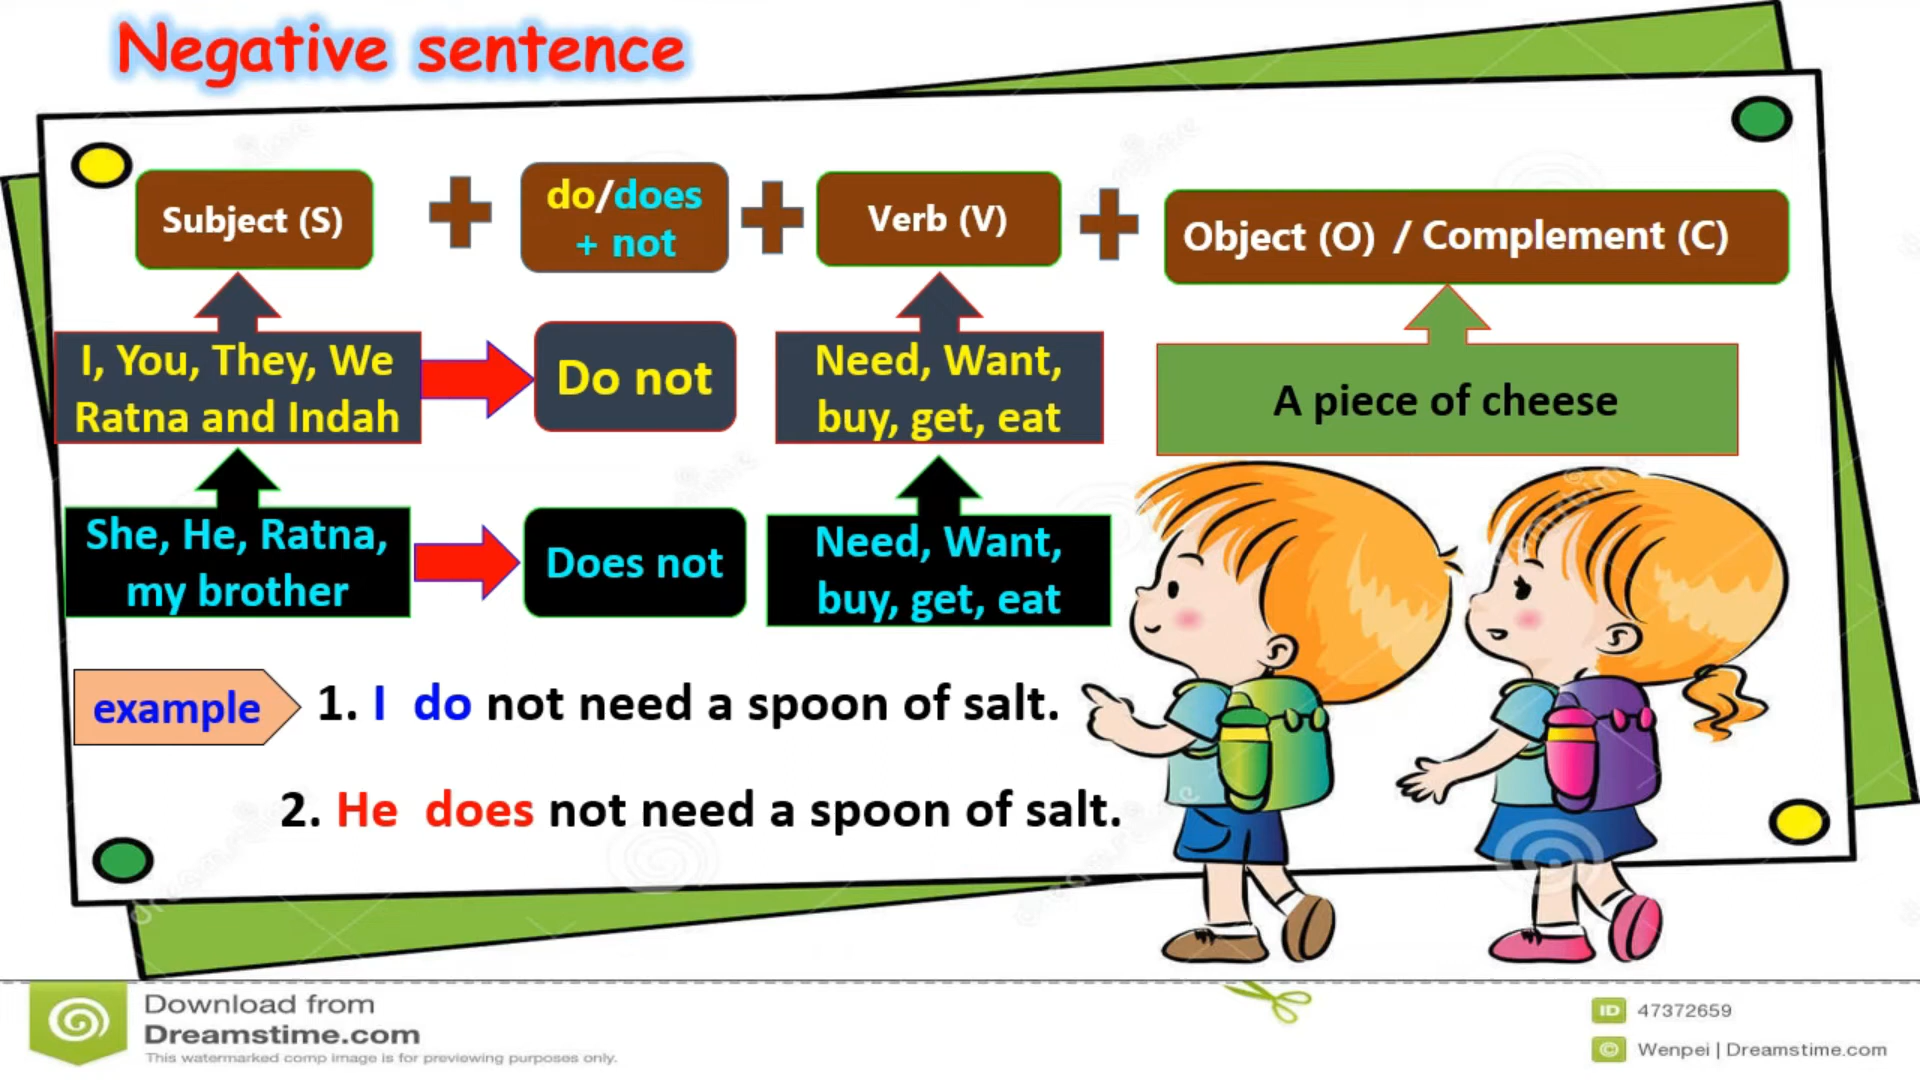 Negative sentence
Subject (S)
do/does
+ not
Verb (V)
Object (O) / Complement (C)
I, You, They, We
Ratna and Indah
Do not
Need, Want,
buy, get, eat
A piece of cheese
She, He, Ratna,
my brother
Does not
Need, Want,
buy, get, eat
example
1. I do not need a spoon of salt.
2. He does not need a spoon of salt.
Download from
Dreamstime.com
This watermarked comp image is for previewing purposes only.
ID 47372659
© Wenpei | Dreamstime.com